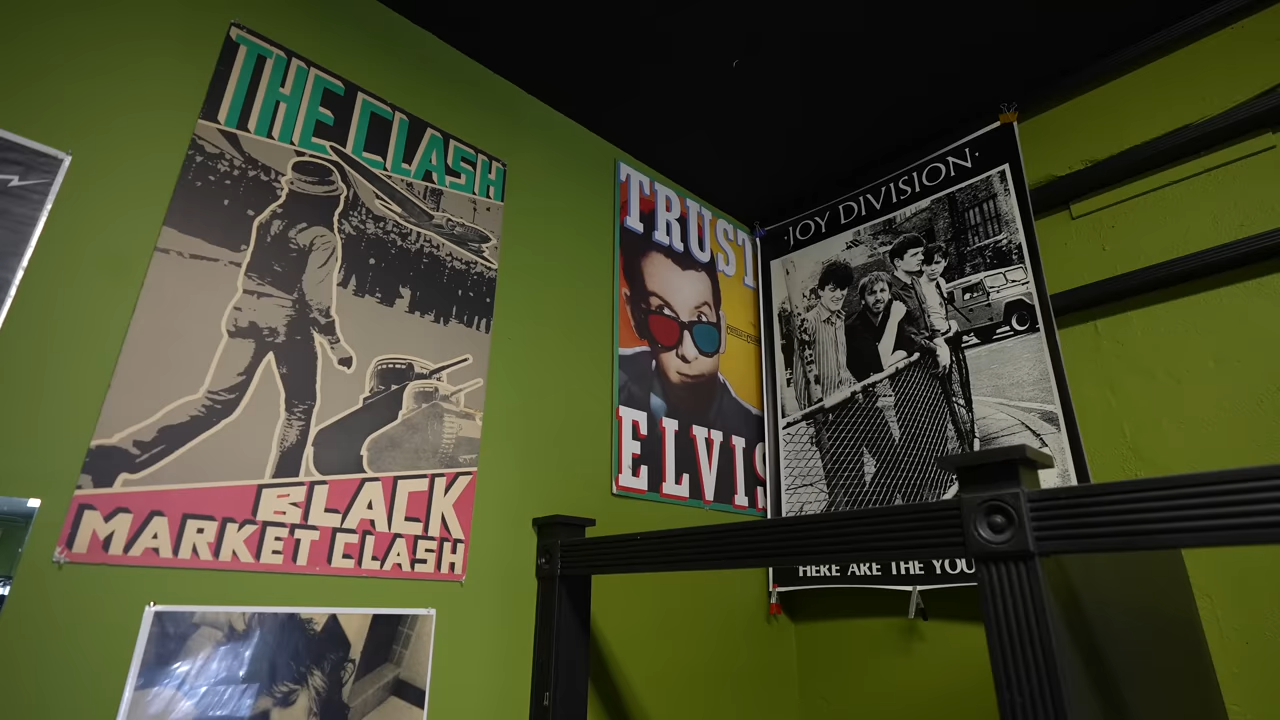 THE CLASH
BLACK
MARKET CLASH
TRUST
ELVIS
·JOY DIVISION·
"HERE ARE THE YOU